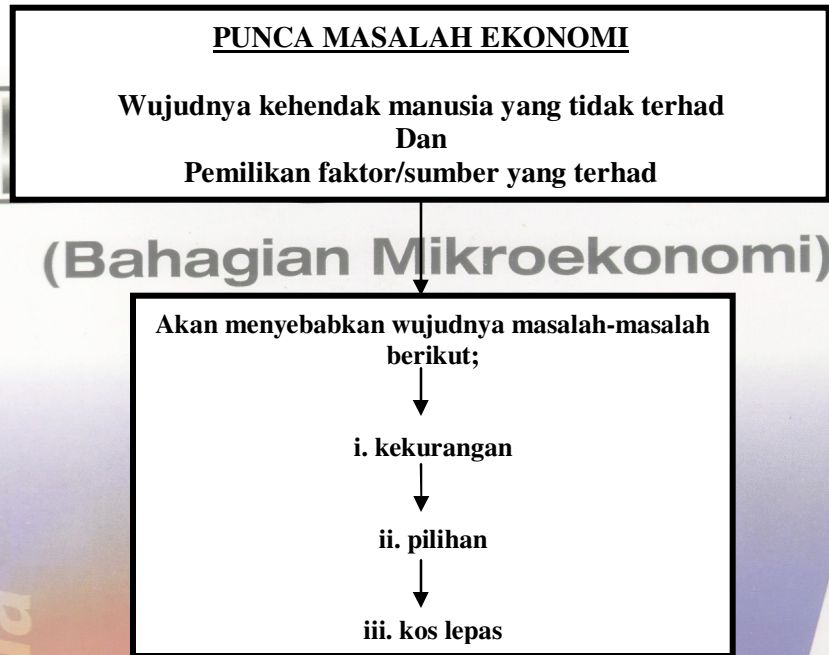 PUNCA MASALAH EKONOMI
Wujudnya kehendak manusia yang tidak terhad
Dan
Pemilikan faktor/sumber yang terhad
(Bahagian Mikroekonomi)
Akan menyebabkan wujudnya masalah-masalah
berikut;
i. kekurangan
ii. pilihan
iii. kos lepas